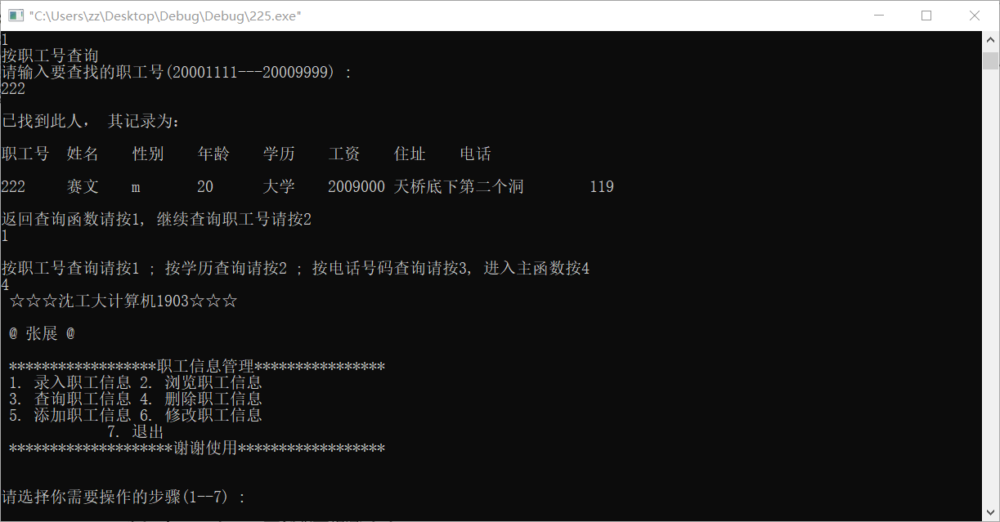 "C:\Users\zz\Desktop\Debug\Debug\225.exe"
1
按职工号查询
请输入要查找的职工号(20001111---20009999) :
222
已找到此人， 其记录为:
职工号 姓名 性别 年龄 学历 工资 住址 电话
222 赛文 m 20 大学 2009000 天桥底下第二个洞 119
返回查询函数请按1, 继续查询职工号请按2
1
按职工号查询请按1 ; 按学历查询请按2 ; 按电话号码查询请按3, 进入主函数按4
4
☆☆☆沈工大计算机1903☆☆☆
@ 张展 @
******************职工信息管理****************
1. 录入职工信息 2. 浏览职工信息
3. 查询职工信息 4. 删除职工信息
5. 添加职工信息 6. 修改职工信息
7. 退出
********************谢谢使用******************
请选择你需要操作的步骤(1--7) :